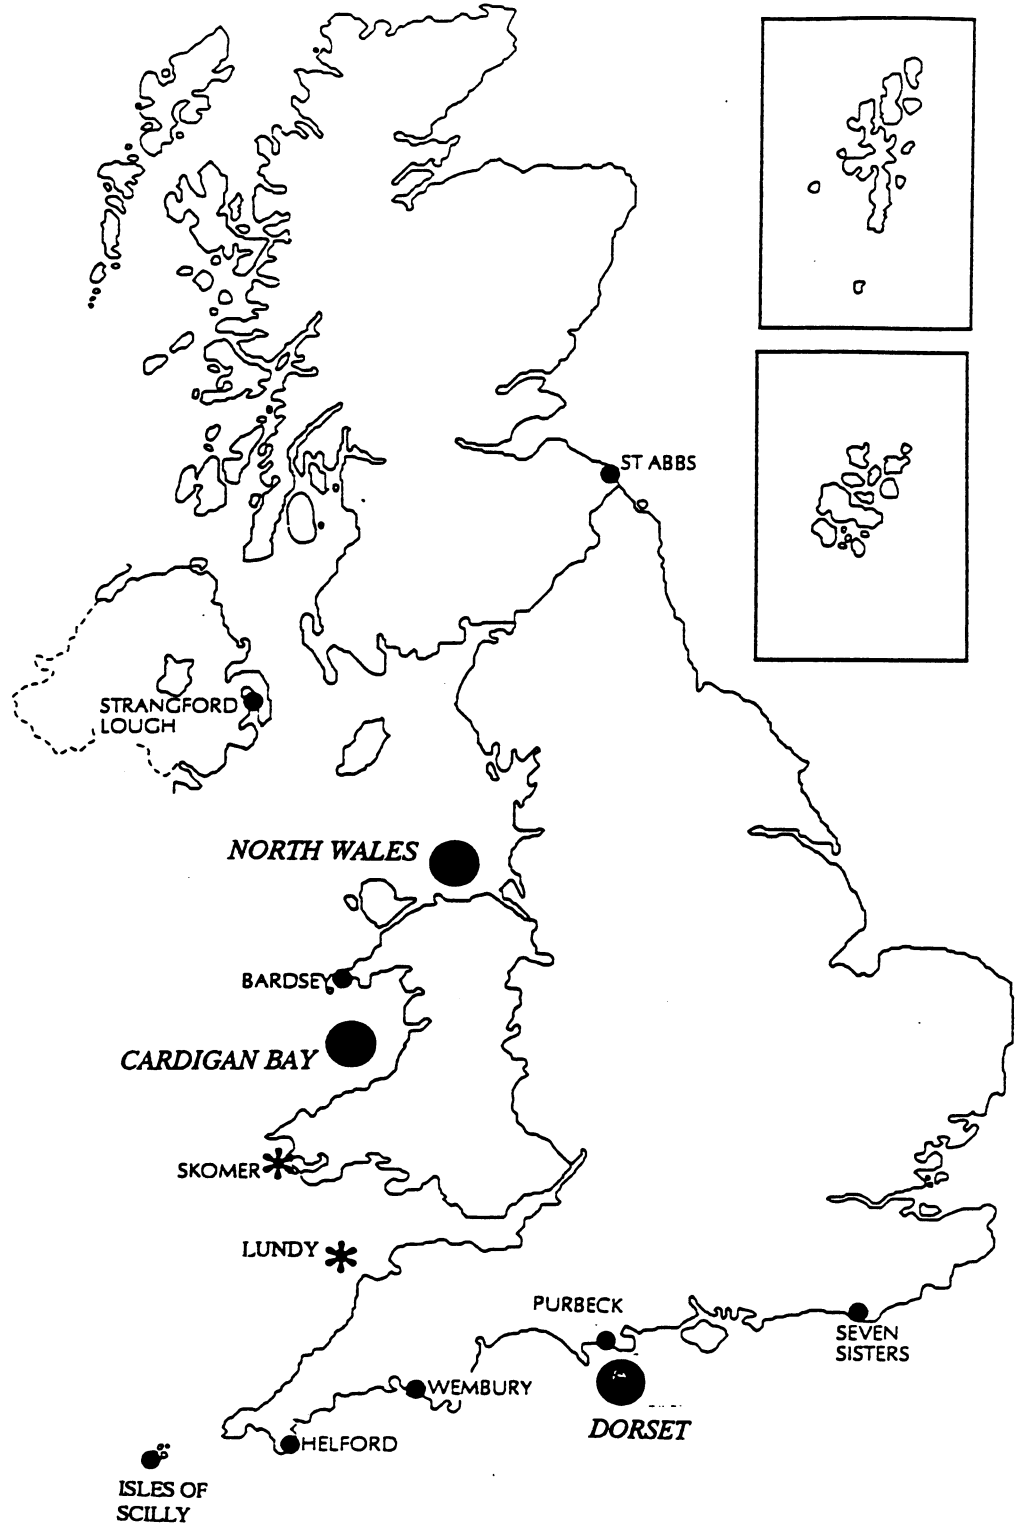 ST ABBS
STRANGFORD
LOUGH
NORTH WALES
BARDSEY
CARDIGAN BAY
SKOMER
LUNDY
PURBECK
SEVEN
SISTERS
WEMBURY
DORSET
HELFORD
ISLES OF
SCILLY